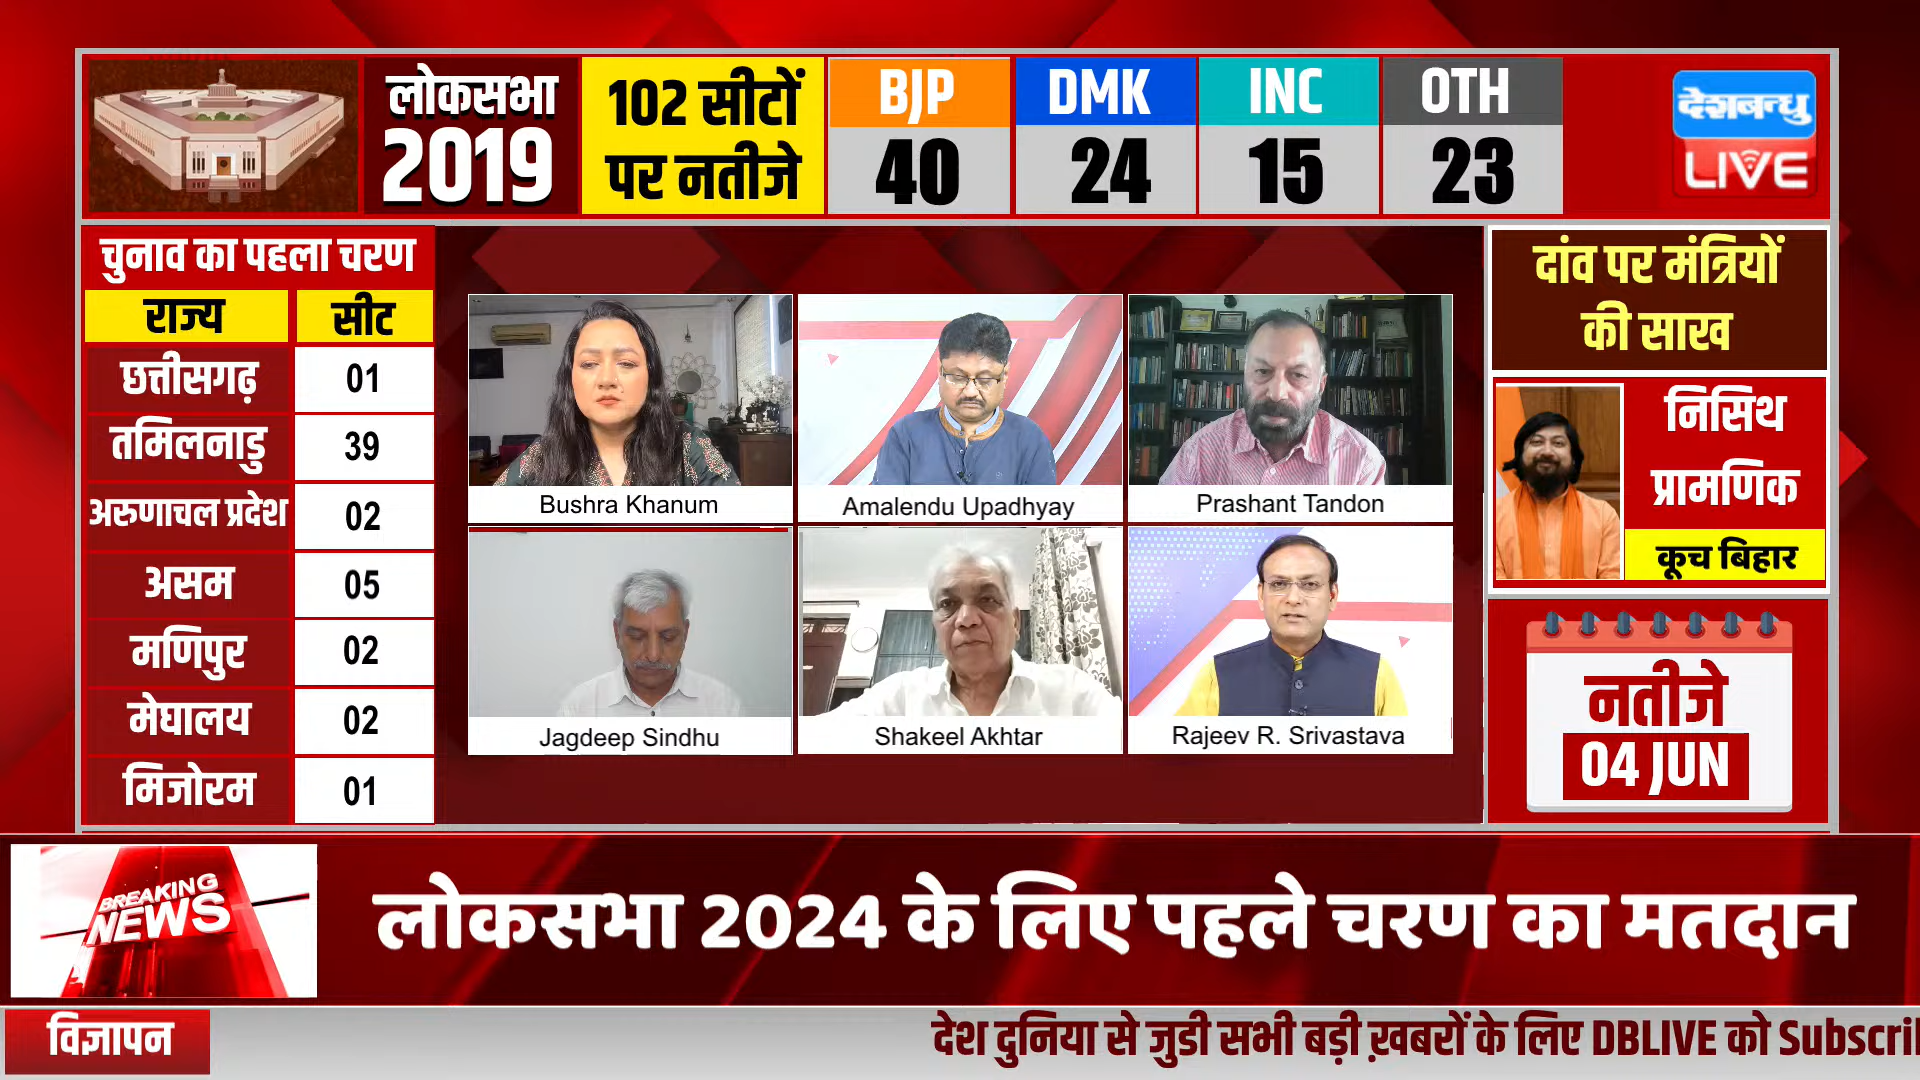 लोकसभा
2019
102 सीटों
पर नतीजे
BJP
40
DMK
24
INC
15
OTH
23
देशबन्धु
LIVE
चुनाव का पहला चरण
राज्य सीट
छत्तीसगढ़ 01
तमिलनाडु 39
अरुणाचल प्रदेश 02
असम 05
मणिपुर 02
मेघालय 02
मिजोरम 01
Bushra Khanum
Amalendu Upadhyay
Prashant Tandon
Jagdeep Sindhu
Shakeel Akhtar
Rajeev R. Srivastava
दांव पर मंत्रियों
की साख
निसिथ
प्रामणिक
कूच बिहार
नतीजे
04 JUN
BREAKING
NEWS
लोकसभा 2024 के लिए पहले चरण का मतदान
विज्ञापन
देश दुनिया से जुडी सभी बड़ी ख़बरों के लिए DBLIVE को Subscri